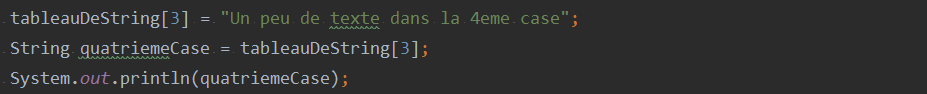 tableauDeString[3] = "Un peu de texte dans la 4eme case";
String quatriemeCase = tableauDeString[3];
System.out.println(quatriemeCase);